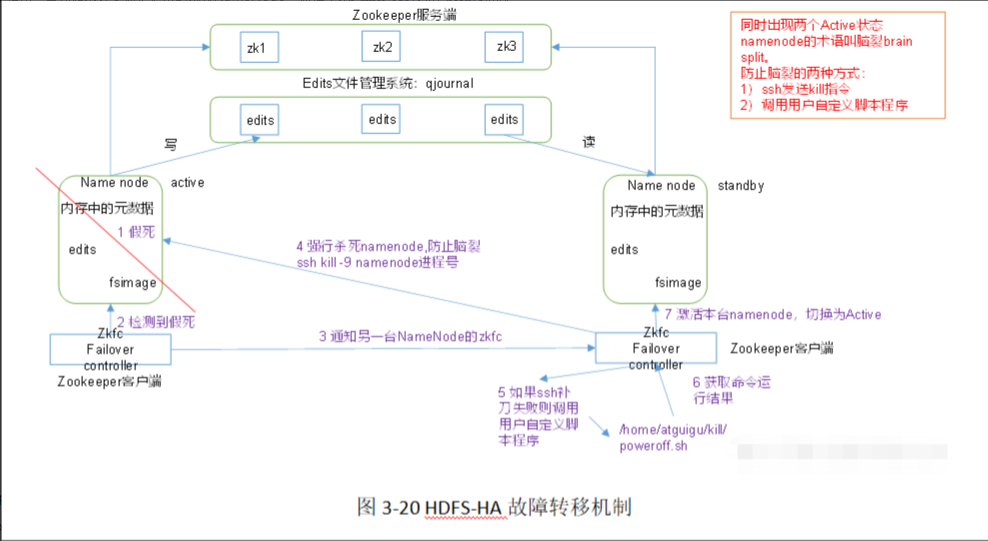 Zookeeper服务端
zk1
zk2
zk3
同时出现两个Active状态
namenode的术语叫脑裂brain
split。
防止脑裂的两种方式：
1）ssh发送kill指令
2）调用用户自定义脚本程序
Edits文件管理系统：qjournal
edits
edits
edits
写
读
Name node
active
内存中的元数据
1 假死
edits
fsimage
Name node
standby
内存中的元数据
edits
fsimage
4 强行杀死namenode,防止脑裂
ssh kill -9 namenode进程号
2 检测到假死
Zkfc
Failover
controller
Zookeeper客户端
3 通知另一台NameNode的zkfc
7 激活本台namenode，切换为Active
Zkfc
Failover
controller
Zookeeper客户端
5 如果ssh补
刀失败则调用
用户自定义脚
本程序
6 获取命令运
行结果
/home/atguigu/kill/
poweroff.sh
图 3-20 HDFS-HA 故障转移机制